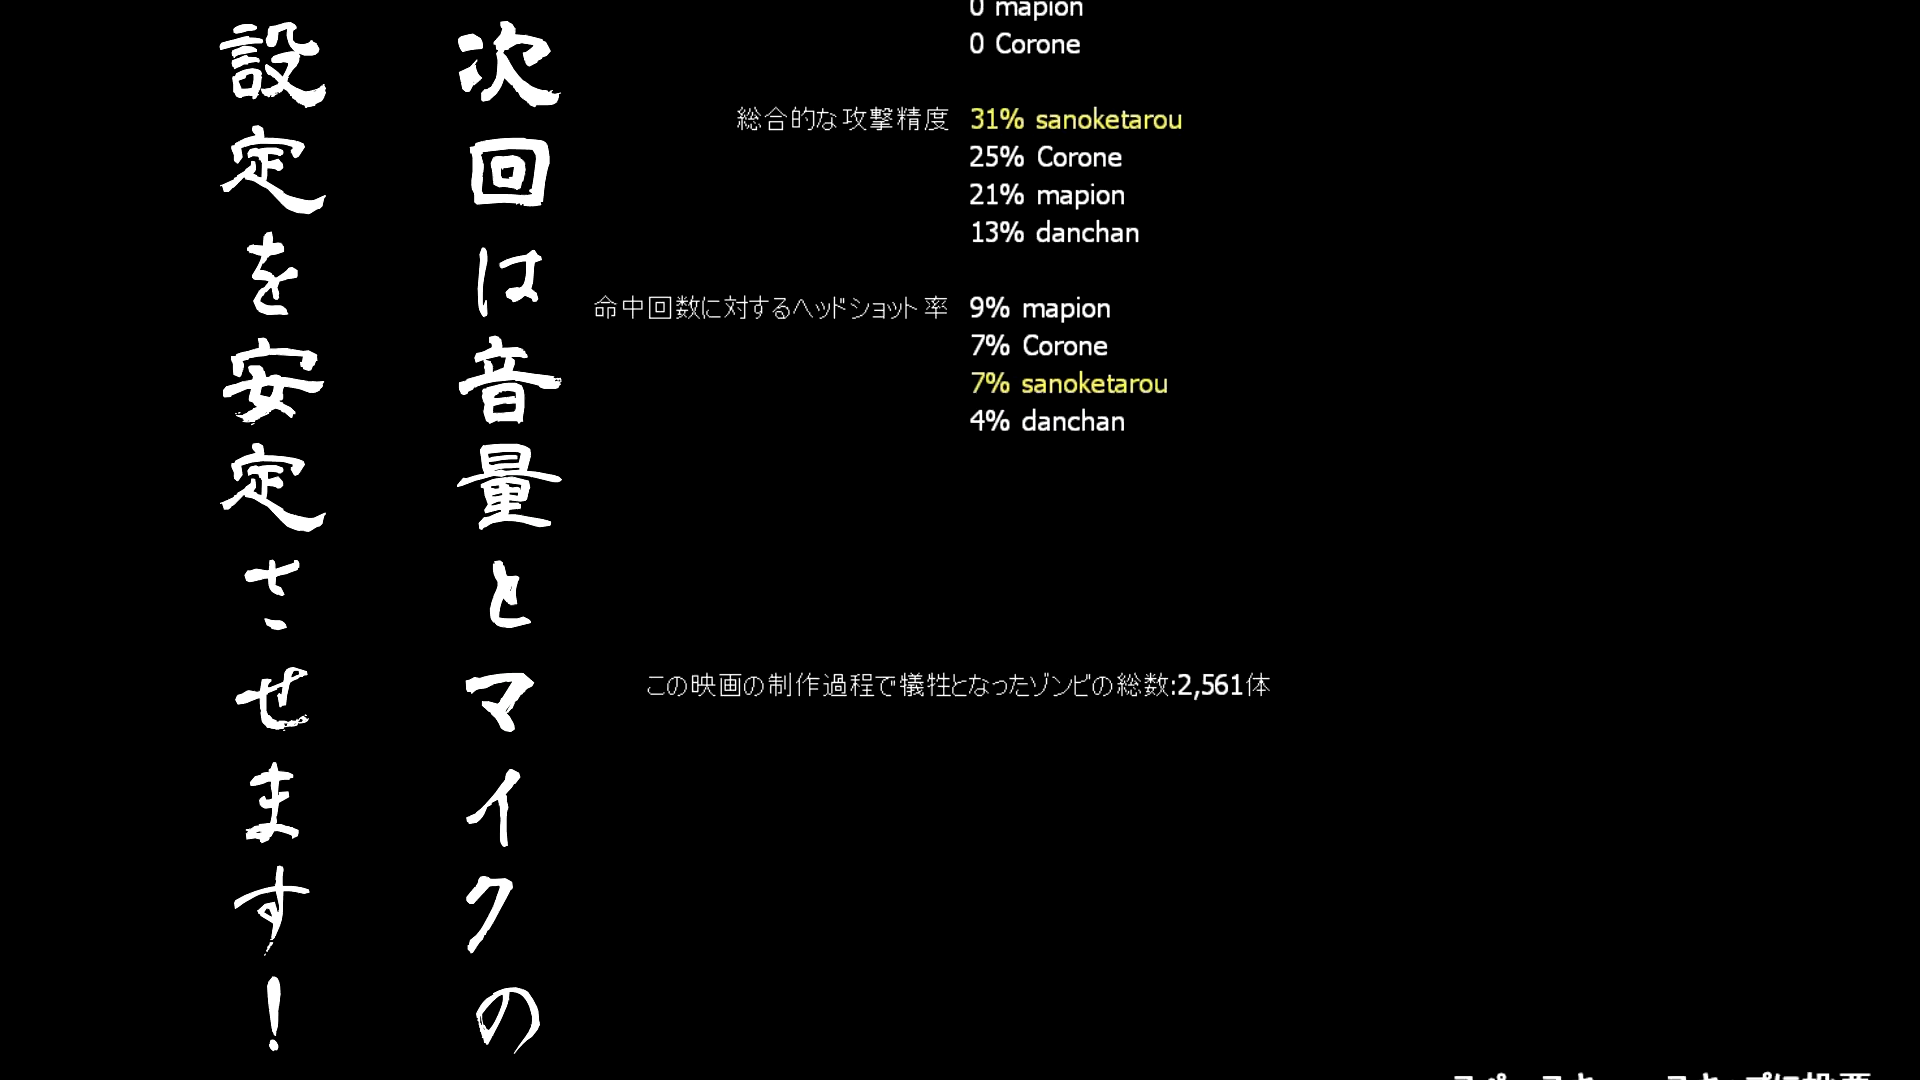 次回は音量とマイクの
設定を安定させます!
0 mapion
0 Corone
総合的な攻撃精度 31% sanoketarou
25% Corone
21% mapion
13% danchan
命中回数に対するヘッドショット率 9% mapion
7% Corone
7% sanoketarou
4% danchan
この映画の制作過程で犠牲となったゾンビの総数:2,561体